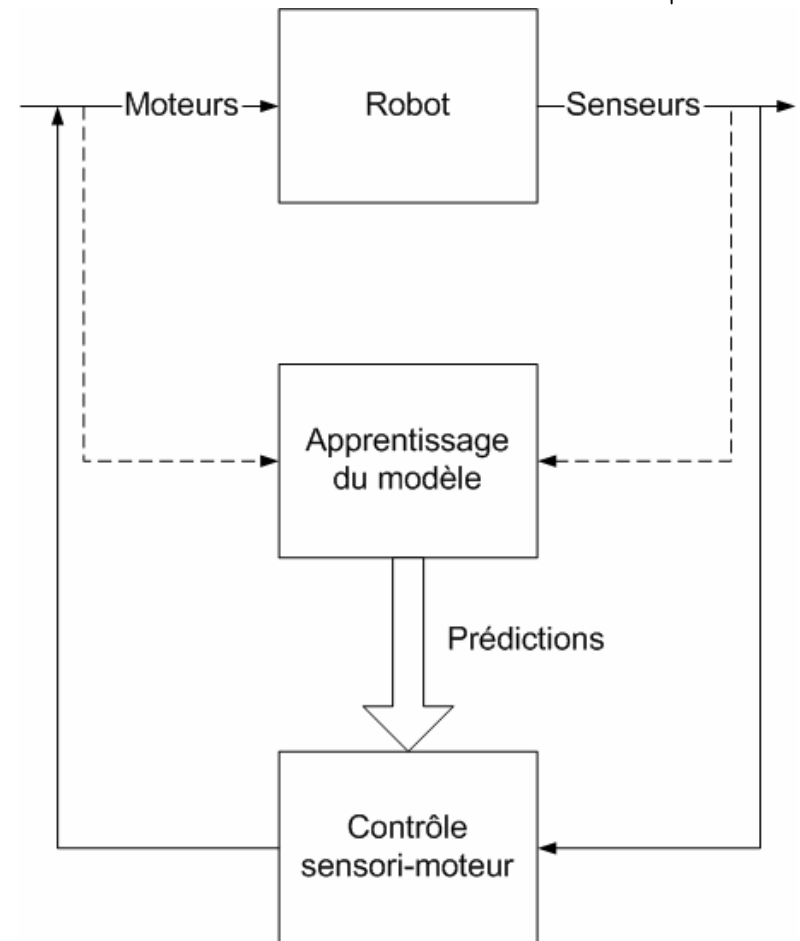 Moteurs
Robot
Senseurs
Apprentissage
du modèle
Prédictions
Contrôle
sensori-moteur